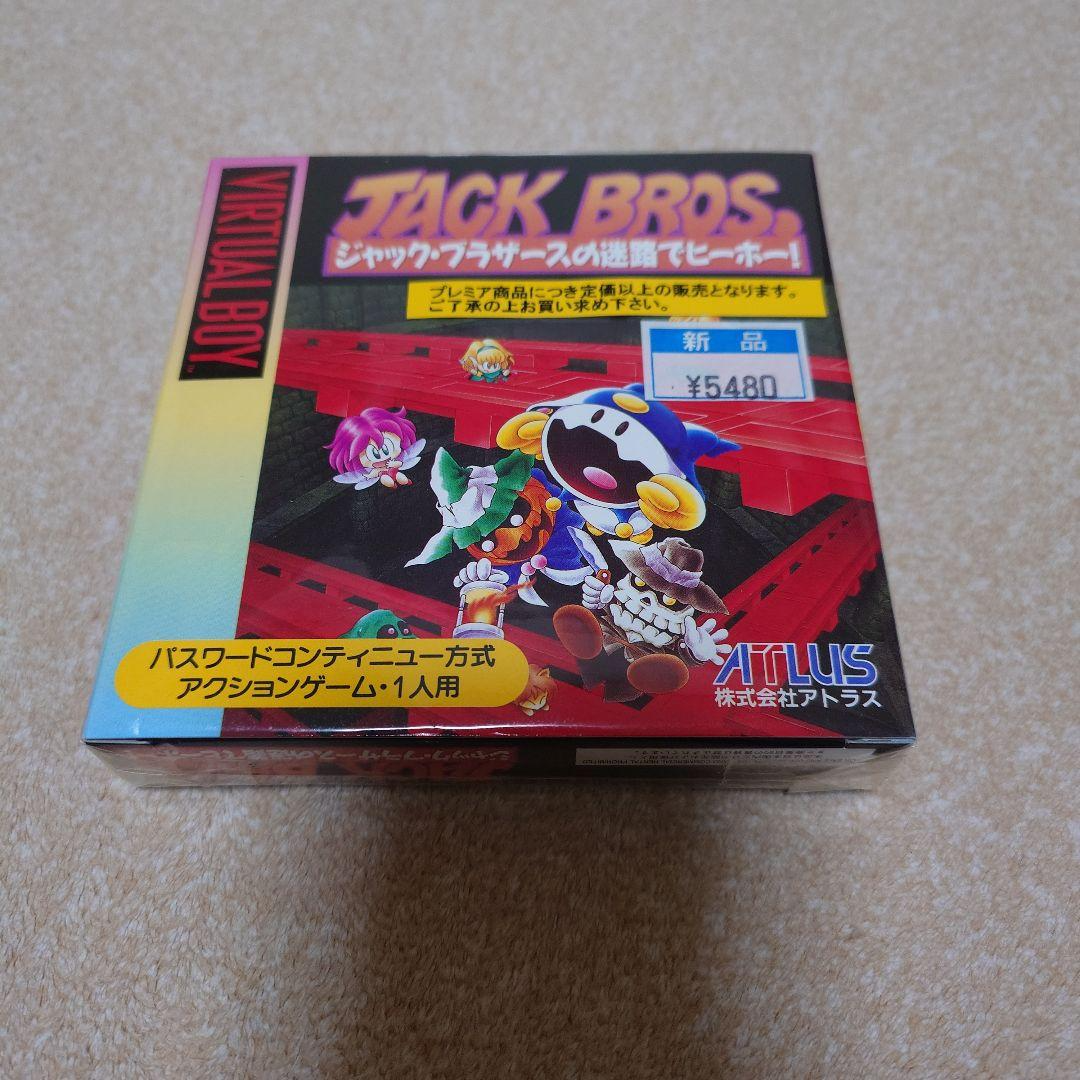 VIRTUAL BOY™
JACK BROS.
ジャック・ブラザースの迷路でヒーホー!
プレミア商品につき定価以上の販売となります。
ご了承の上お買い求め下さい。
新品
¥5480
パスワードコンティニュー方式
アクションゲーム・1人用
ATLUS
株式会社アトラス